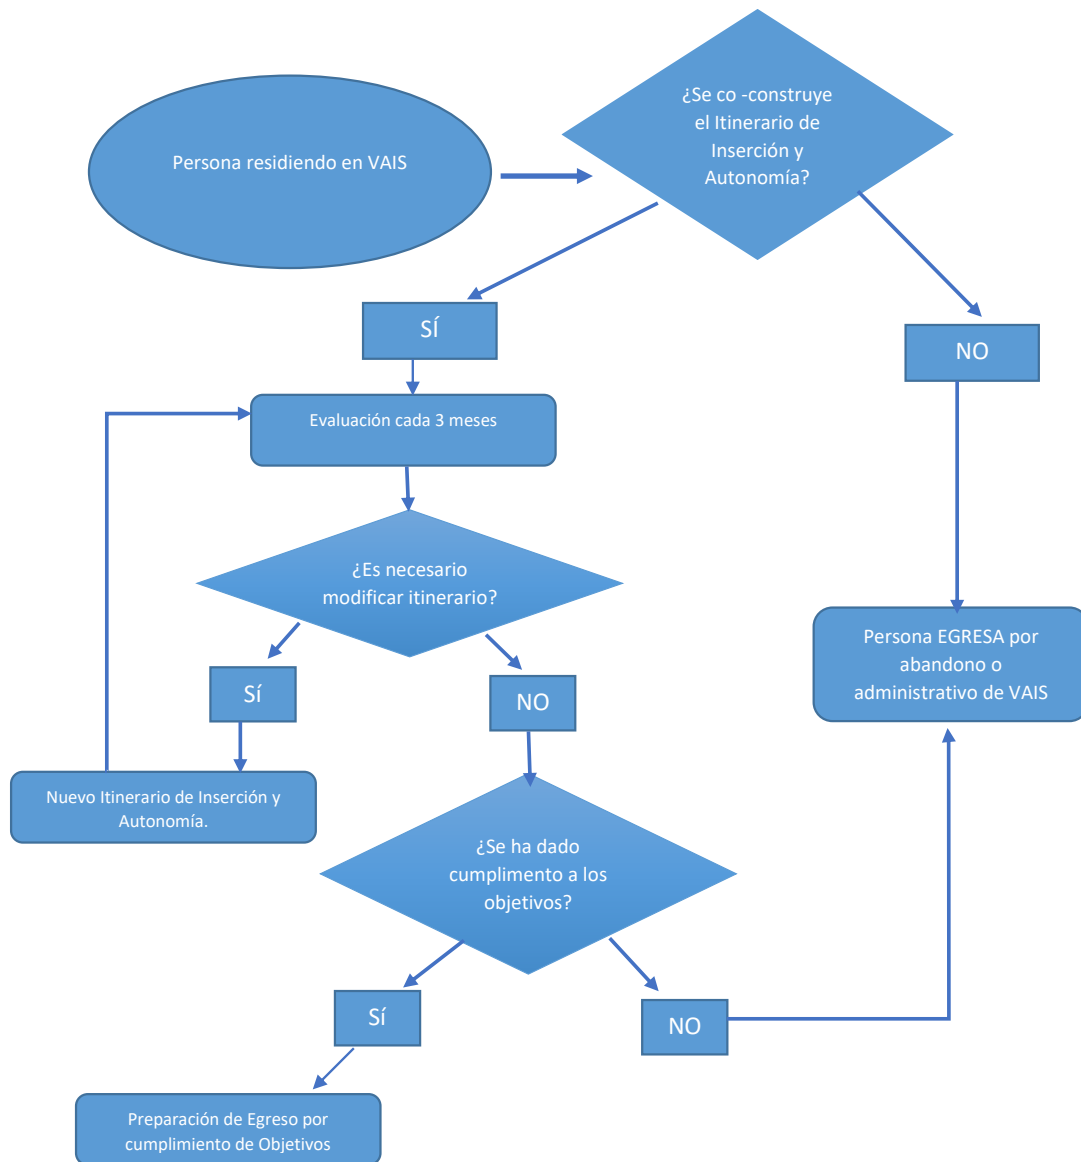 ¿Se co -construye
el Itinerario de
Inserción y
Autonomía?
Persona residiendo en VAIS
SÍ
NO
Evaluación cada 3 meses
¿Es necesario
modificar itinerario?
Sí
NO
Persona EGRESA por
abandono o
administrativo de VAIS
Nuevo Itinerario de Inserción y
Autonomía.
¿Se ha dado
cumplimento a los
objetivos?
Sí
NO
Preparación de Egreso por
cumplimiento de Objetivos